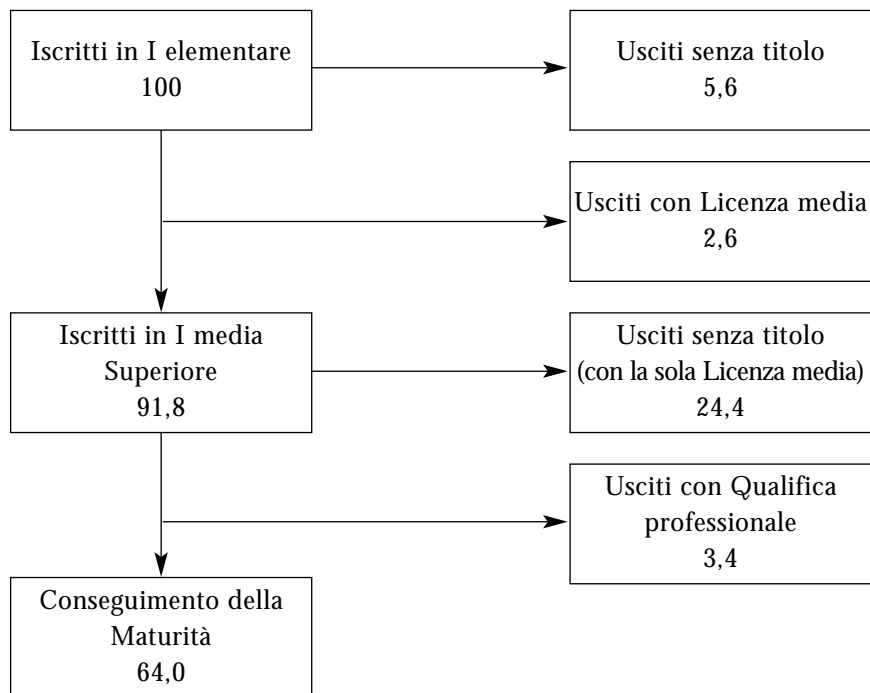 Iscritti in I elementare
100
Usciti senza titolo
5,6
Usciti con Licenza media
2,6
Iscritti in I media
Superiore
91,8
Usciti senza titolo
(con la sola Licenza media)
24,4
Usciti con Qualifica
professionale
3,4
Conseguimento della
Maturità
64,0